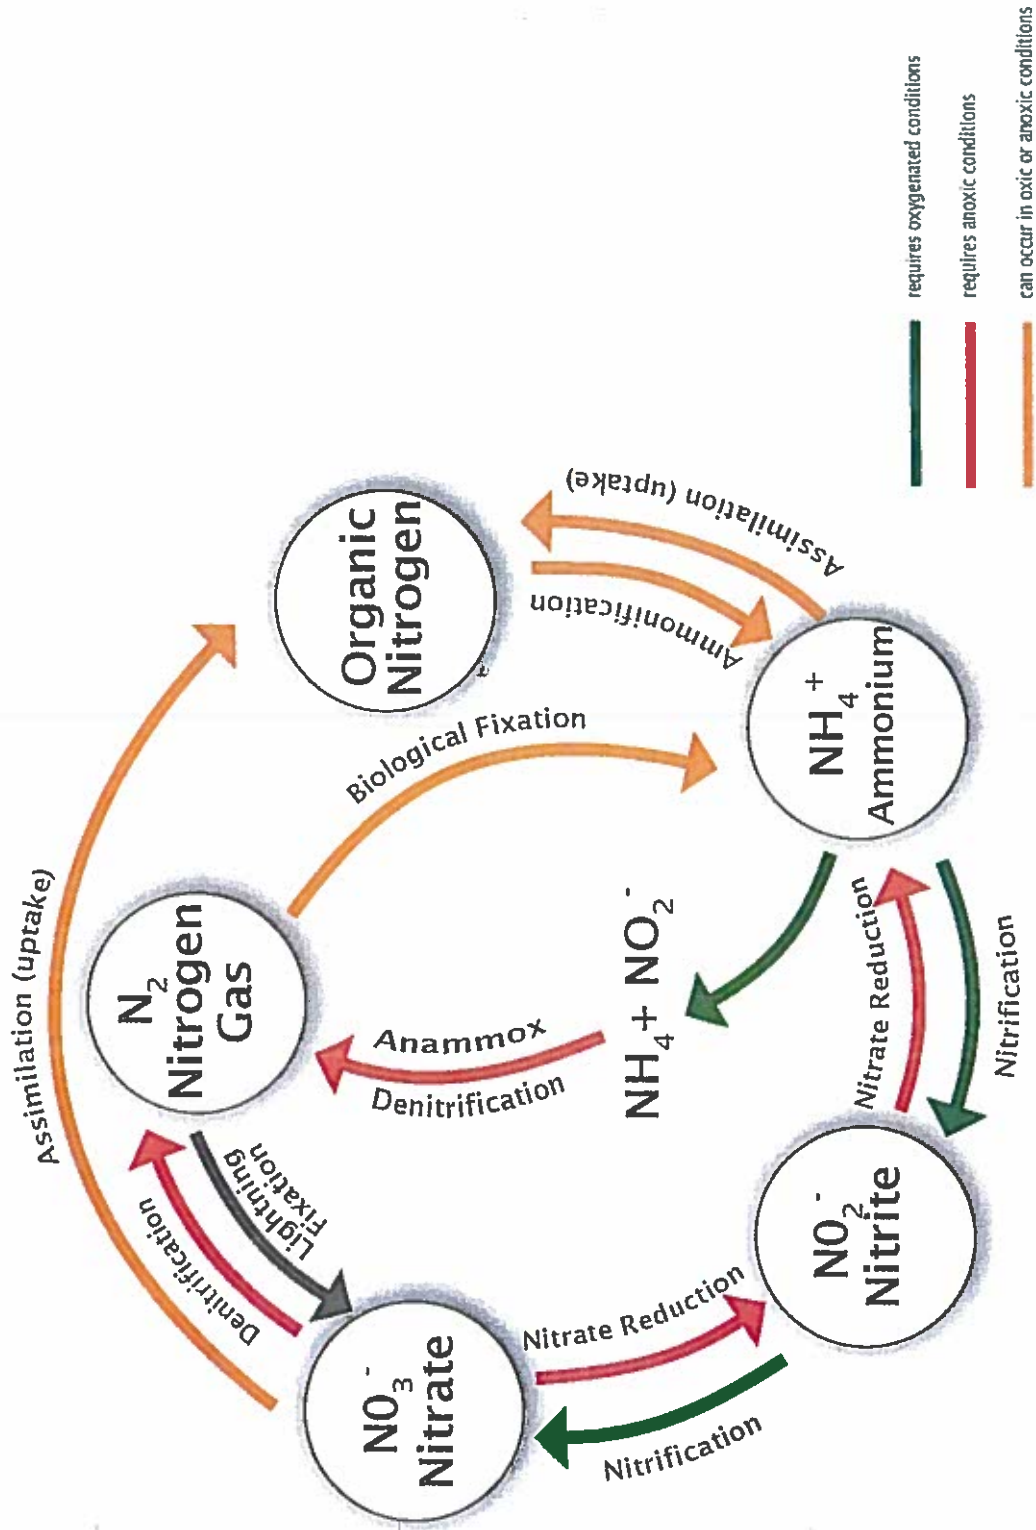 Assimilation (uptake)
N2
Nitrogen
Gas
Organic
Nitrogen
Denitrification
Lightning
Fixation
Biological Fixation
NO3-
Nitrate
Anammox
Denitrification
Ammonification
Assimilation (uptake)
NH4+ NO2-
Nitrate Reduction
Nitrification
Nitrate Reduction
NH4+
Ammonium
NO2-
Nitrite
Nitrification
requires oxygenated conditions
requires anoxic conditions
can occur in oxic or anoxic conditions